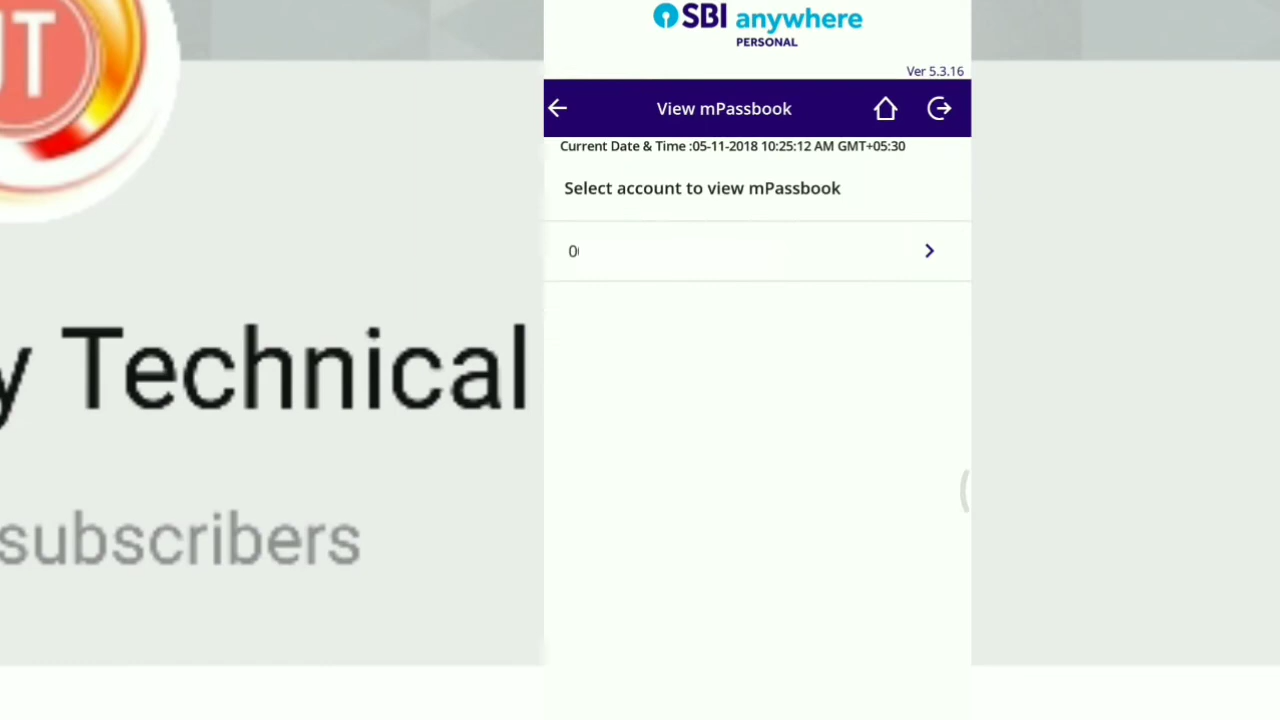 SBI anywhere
PERSONAL
Ver 5.3.16
View mPassbook
Current Date & Time :05-11-2018 10:25:12 AM GMT+05:30
Select account to view mPassbook
0
y Technical
subscribers